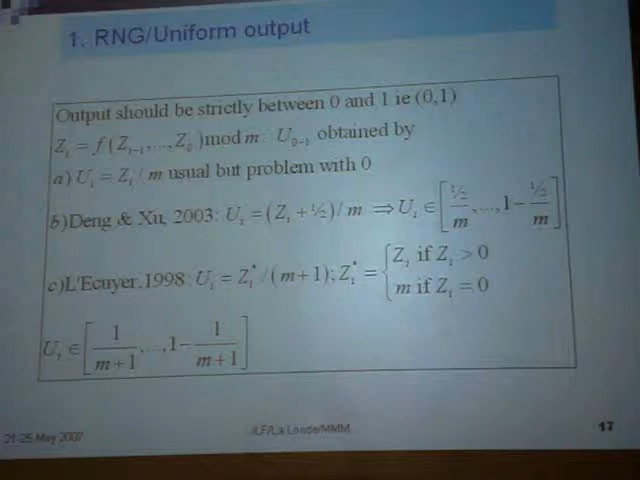 1. RNG/Uniform output
Output should be strictly between 0 and 1 ie (0,1)
Z_i = f(Z_{i-1},...,Z_0) mod m  U_{0-1} obtained by
a) U_i = Z_i / m usual but problem with 0
b)Deng & Xu, 2003: U_i = (Z_i + 1/2)/m ⇒ U_i ∈ [½/m,...,1 - ½/m]
c)L'Ecuyer.1998: U_i = Z_i^*/(m+1); Z_i^* = { Z_i if Z_i > 0
m if Z_i = 0
U_i ∈ [1/(m+1),...,1 - 1/(m+1)]
21-25 May 2007 /LF/La Londe/MMM 17